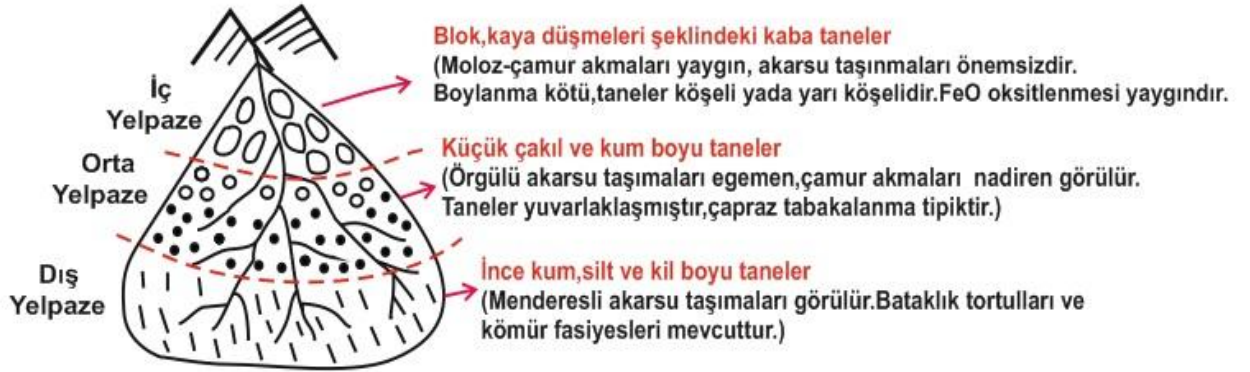 İç
Yelpaze
Blok,kaya düşmeleri şeklindeki kaba taneler
(Moloz-çamur akmaları yaygın, akarsu taşınmaları önemsizdir.
Boylanma kötü,taneler köşeli yada yarı köşelidir.FeO oksitlenmesi yaygındır.
Orta
Yelpaze
Küçük çakıl ve kum boyu taneler
(Örgülü akarsu taşımaları egemen,çamur akmaları nadiren görülür.
Taneler yuvarlaklaşmıştır,çapraz tabakalanma tipiktir.)
Dış
Yelpaze
İnce kum,silt ve kil boyu taneler
(Menderesli akarsu taşımaları görülür.Bataklık tortulları ve
kömür fasiyesleri mevcuttur.)